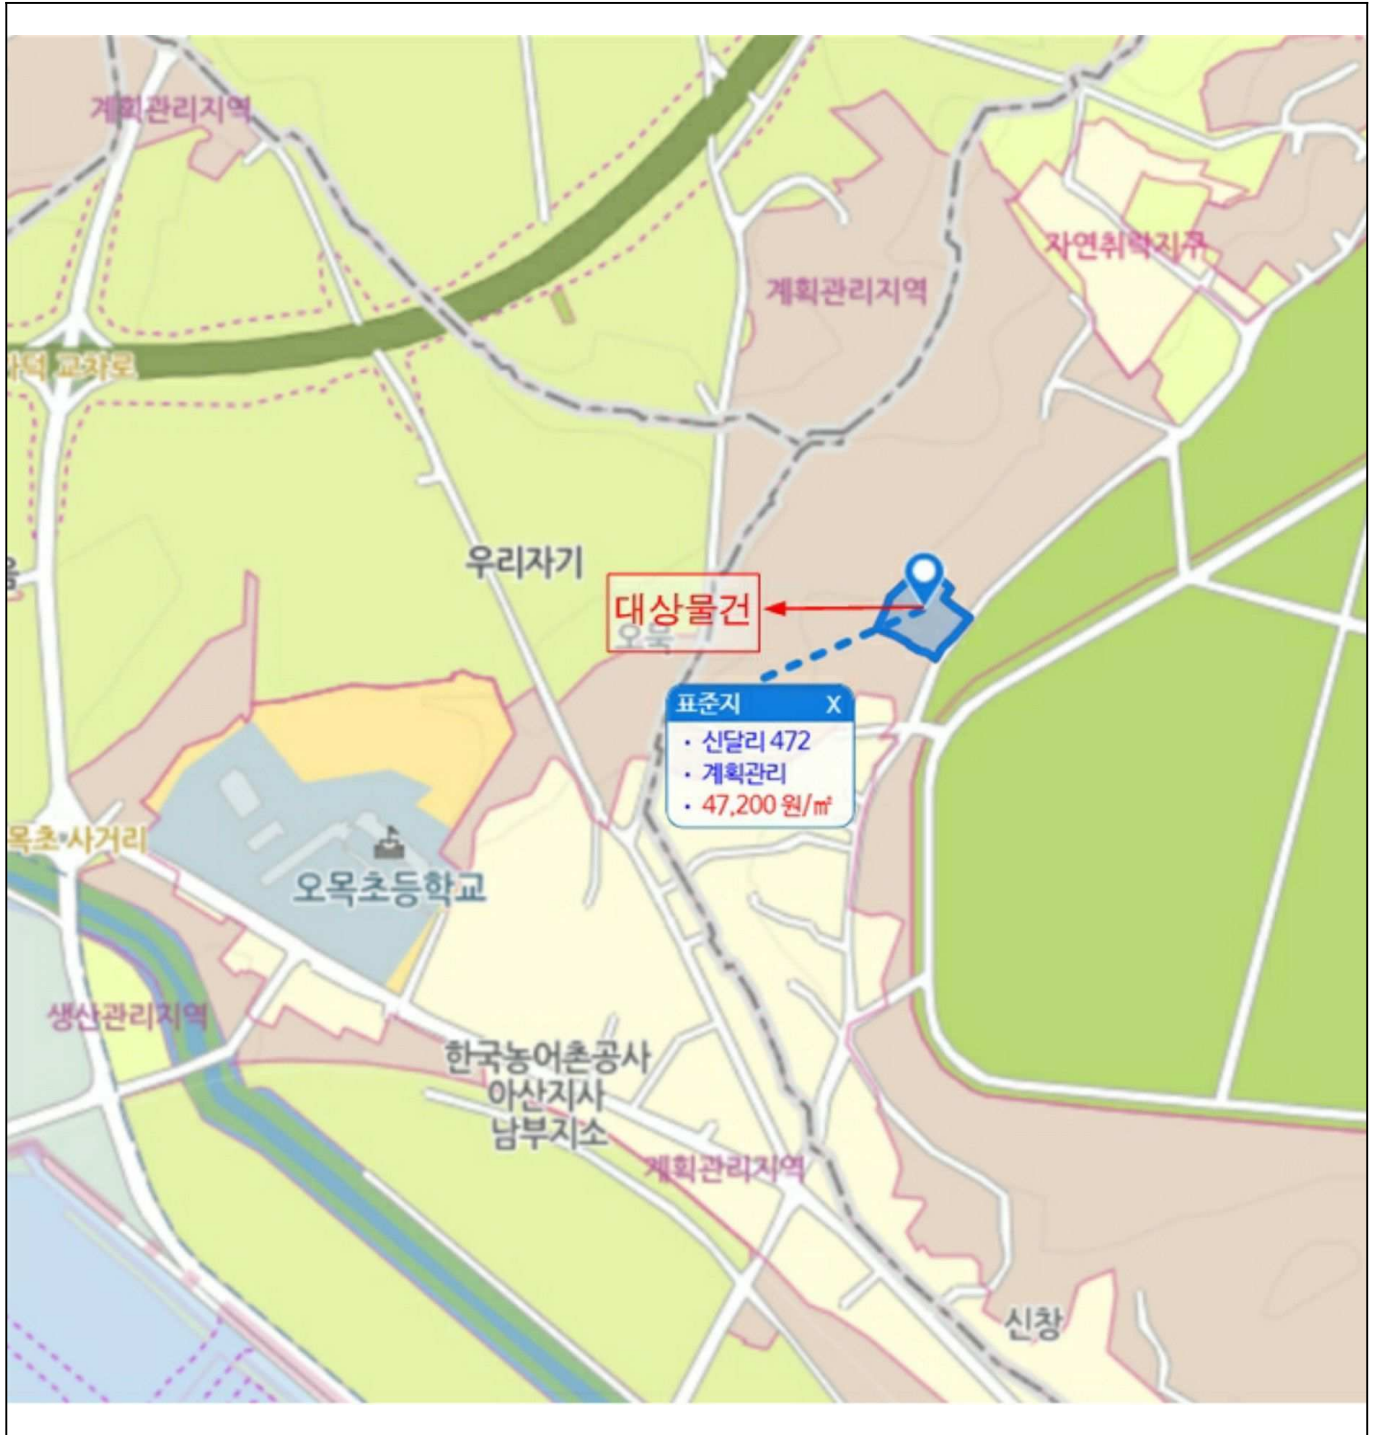 계획관리지역
자연취락지구
계획관리지역
덕 교차로
우리자기
대상물건
표준지 X
· 신달리 472
· 계획관리
· 47,200 원/㎡
목초 사거리
오목초등학교
생산관리지역
한국농어촌공사
아산지사
남부지소
계획관리지역
신창